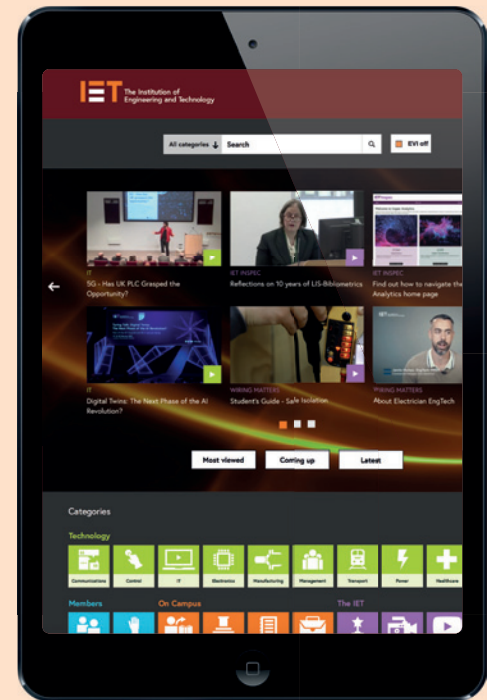 IET The Institution of
Engineering and Technology
All categories Search EVI off
IT
5G - Has UK PLC Grasped the
Opportunity?
IET INSPEC
Reflections on 10 years of LIS-Bibliometrics
IET INSPEC
Find out how to navigate the
Analytics home page
IT
Digital Twins: The Next Phase of the AI
Revolution?
WIRING MATTERS
Student's Guide - Safe Isolation
WIRING MATTERS
About Electrician EngTech
Most viewed Coming up Latest
Categories
Technology
Communications Control IT Electronics Manufacturing Management Transport Power Healthcare
Members On Campus The IET